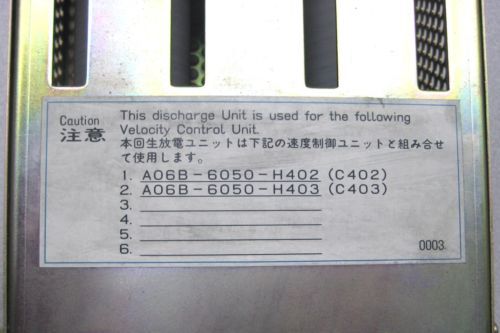 Caution
注意
This discharge Unit is used for the following
Velocity Control Unit.
本回生放電ユニットは下記の速度制御ユニットと組み合せ
て使用します。
1. A06B-6050-H402 (C402)
2. A06B-6050-H403 (C403)
3.
4.
5.
6.
0003